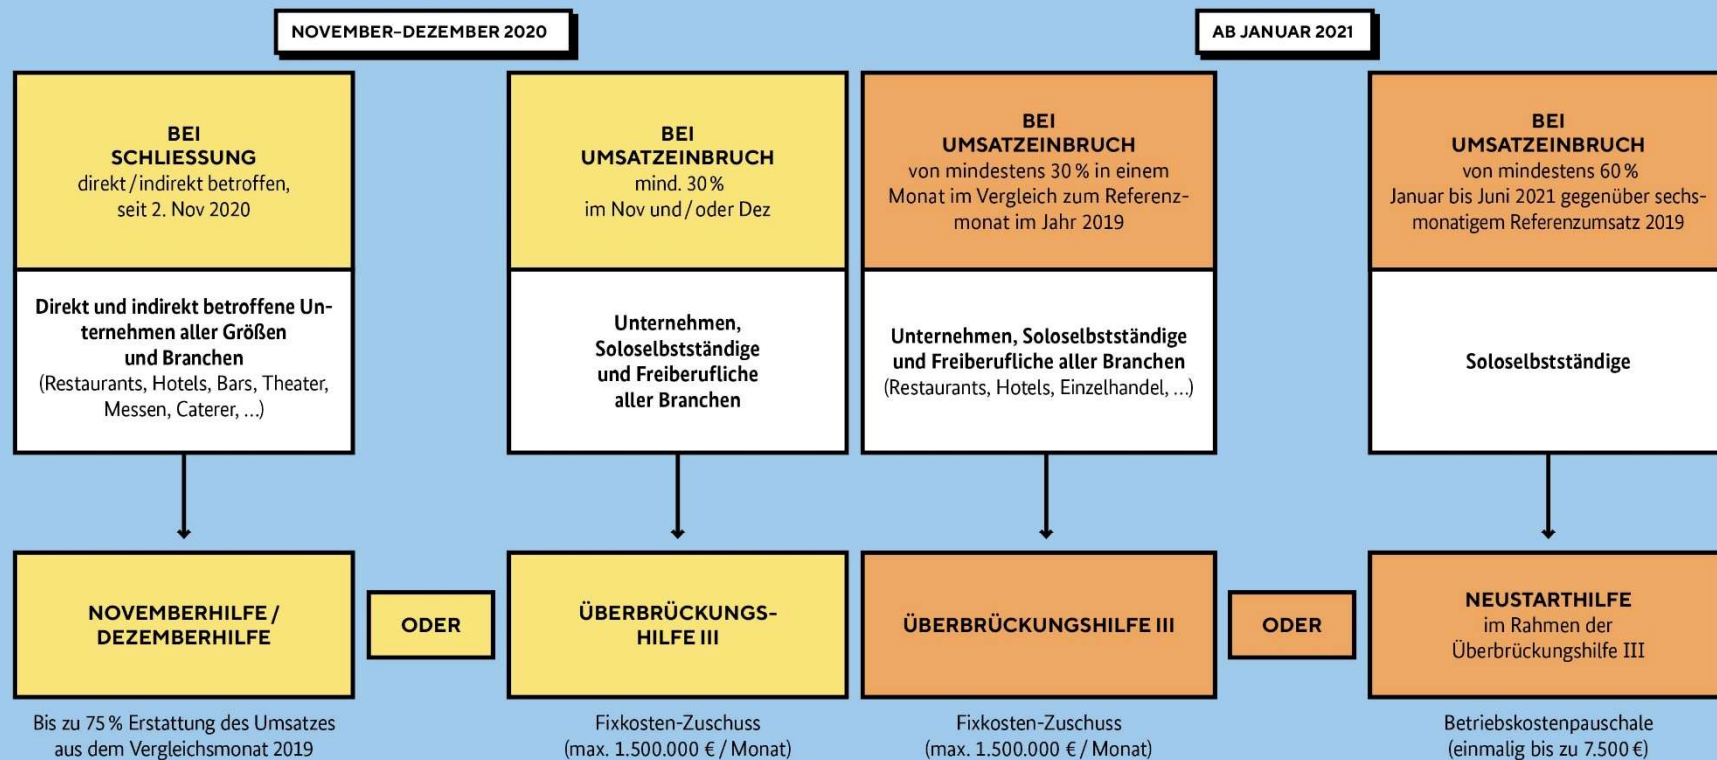 NOVEMBER–DEZEMBER 2020
BEI
SCHLIESSUNG
direkt / indirekt betroffen,
seit 2. Nov 2020
Direkt und indirekt betroffene Un-
ternehmen aller Größen
und Branchen
(Restaurants, Hotels, Bars, Theater,
Messen, Caterer, …)
NOVEMBERHILFE /
DEZEMBERHILFE
Bis zu 75 % Erstattung des Umsatzes
aus dem Vergleichsmonat 2019
ODER
BEI
UMSATZEINBRUCH
mind. 30 %
im Nov und / oder Dez
Unternehmen,
Soloselbstständige
und Freiberufliche
aller Branchen
ÜBERBRÜCKUNGS-
HILFE III
Fixkosten-Zuschuss
(max. 1.500.000 € / Monat)
AB JANUAR 2021
BEI
UMSATZEINBRUCH
von mindestens 30 % in einem
Monat im Vergleich zum Referenz-
monat im Jahr 2019
Unternehmen, Soloselbstständige
und Freiberufliche aller Branchen
(Restaurants, Hotels, Einzelhandel, …)
ÜBERBRÜCKUNGSHILFE III
Fixkosten-Zuschuss
(max. 1.500.000 € / Monat)
ODER
BEI
UMSATZEINBRUCH
von mindestens 60 %
Januar bis Juni 2021 gegenüber sechs-
monatigem Referenzumsatz 2019
Soloselbstständige
NEUSTARTHILFE
im Rahmen der
Überbrückungshilfe III
Betriebskostenpauschale
(einmalig bis zu 7.500 €)